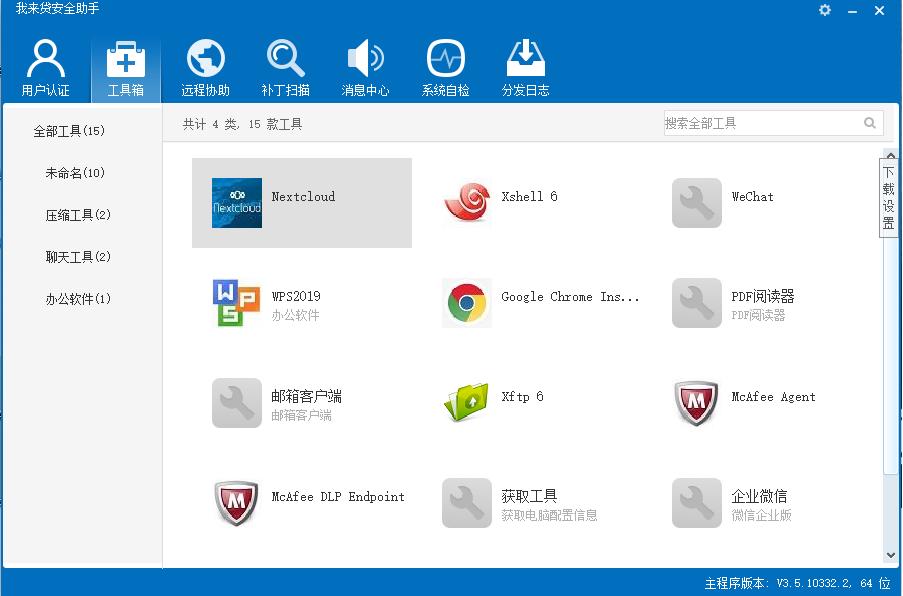 我来贷安全助手
用户认证
工具箱
远程协助
补丁扫描
消息中心
系统自检
分发日志
全部工具(15)
未命名(10)
压缩工具(2)
聊天工具(2)
办公软件(1)
共计 4 类, 15 款工具
搜索全部工具
下载设置
Nextcloud
Nextcloud
Xshell 6
WeChat
WPS
WPS2019
办公软件
Google Chrome Ins...
PDF阅读器
PDF阅读器
邮箱客户端
邮箱客户端
Xftp 6
McAfee Agent
McAfee DLP Endpoint
获取工具
获取电脑配置信息
企业微信
微信企业版
主程序版本: V3.5.10332.2, 64 位